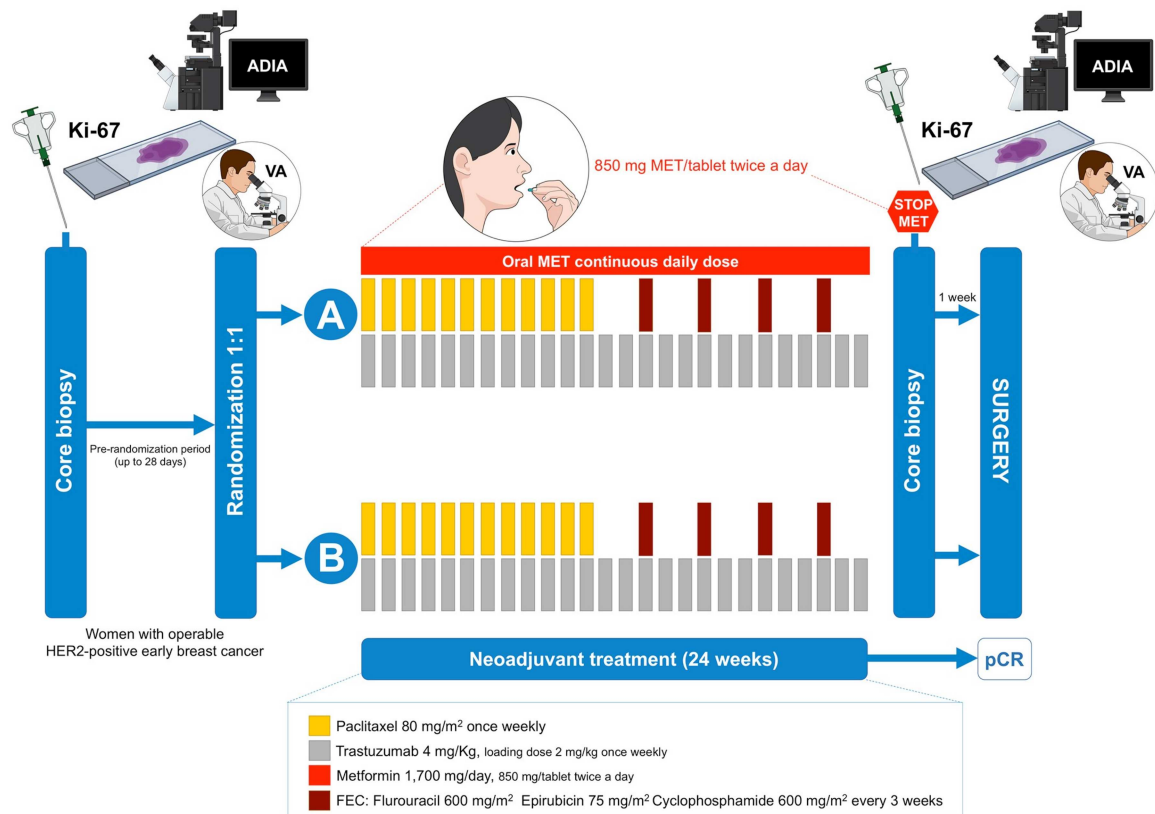 ADIA
Ki-67
VA
850 mg MET/tablet twice a day
ADIA
Ki-67
VA
STOP
MET
Core biopsy
Pre-randomization period
(up to 28 days)
Randomization 1:1
A
B
Oral MET continuous daily dose
Core biopsy
1 week
SURGERY
Women with operable
HER2-positive early breast cancer
Neoadjuvant treatment (24 weeks)
pCR
Paclitaxel 80 mg/m² once weekly
Trastuzumab 4 mg/Kg, loading dose 2 mg/kg once weekly
Metformin 1,700 mg/day, 850 mg/tablet twice a day
FEC: Flurouracil 600 mg/m² Epirubicin 75 mg/m² Cyclophosphamide 600 mg/m² every 3 weeks